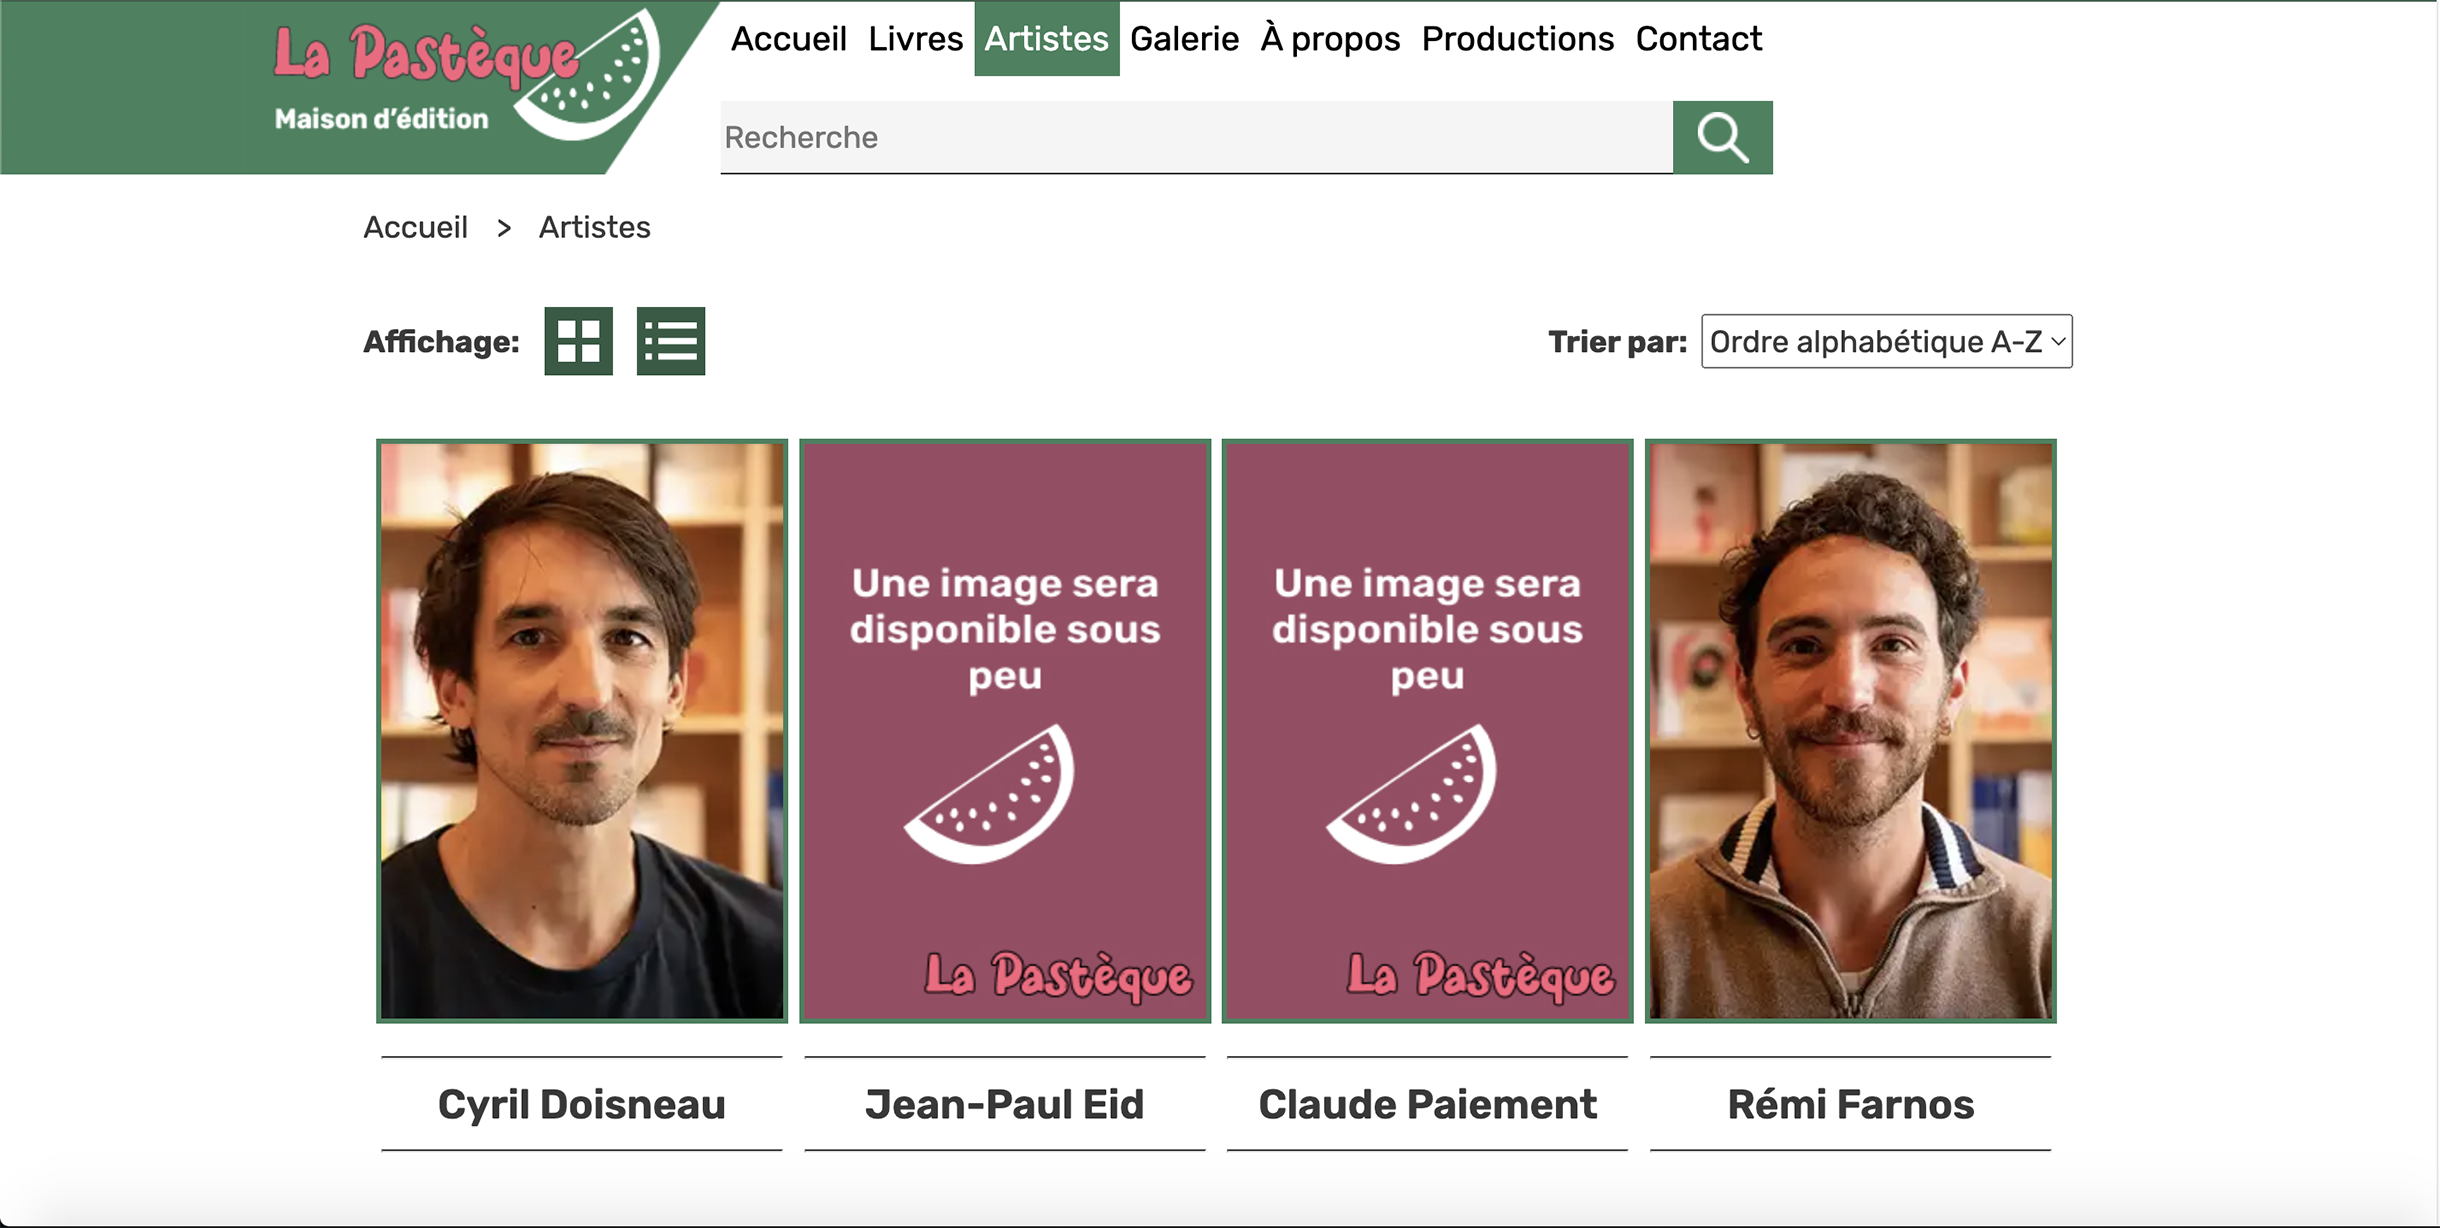 La Pastèque
Maison d'édition
Accueil Livres Artistes Galerie À propos Productions Contact
Recherche
Accueil > Artistes
Affichage:
Trier par: Ordre alphabétique A-Z
Une image sera
disponible sous
peu
La Pastèque
Une image sera
disponible sous
peu
La Pastèque
Cyril Doisneau
Jean-Paul Eid
Claude Paiement
Rémi Farnos